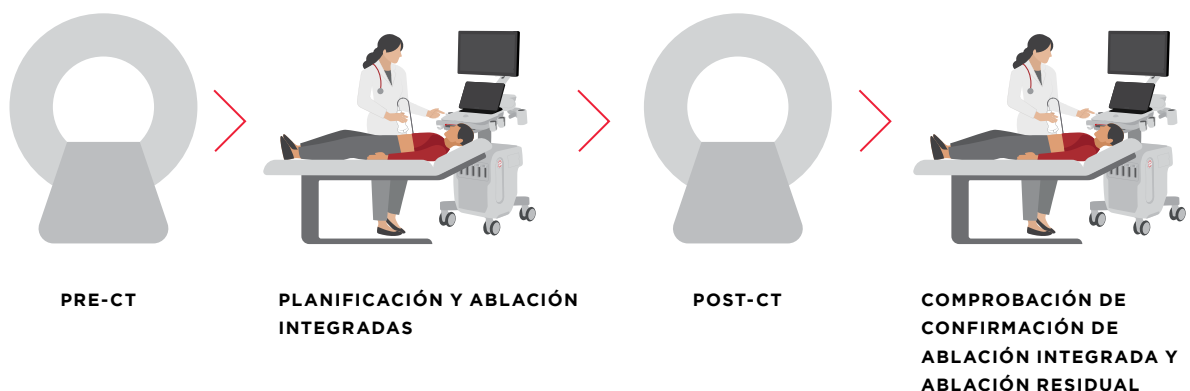 PRE-CT
PLANIFICACIÓN Y ABLACIÓN
INTEGRADAS
POST-CT
COMPROBACIÓN DE
CONFIRMACIÓN DE
ABLACIÓN INTEGRADA Y
ABLACIÓN RESIDUAL